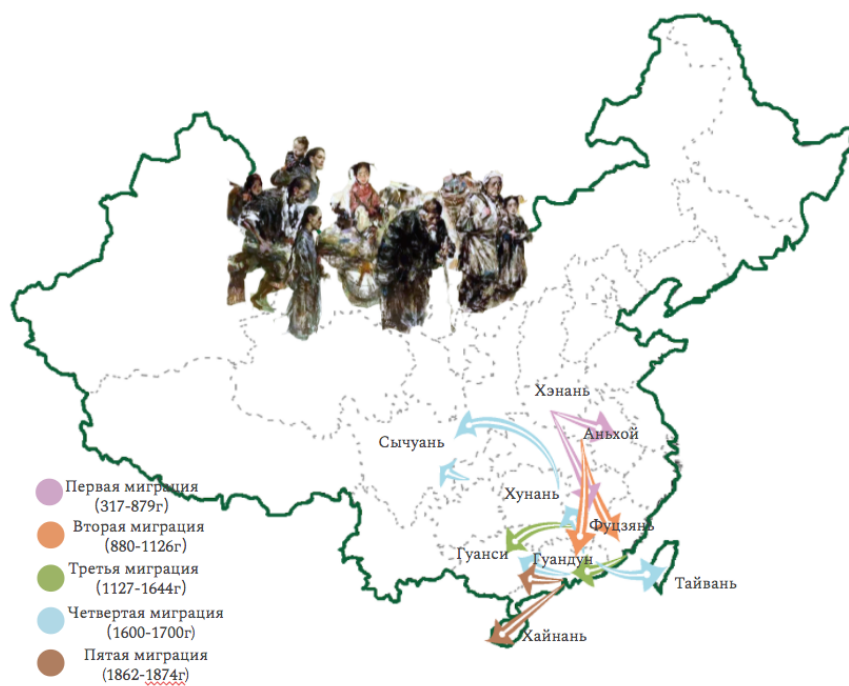 Хэнань
Аньхой
Сычуань
Хунань
Фуцзянь
Гуанси
Гуандун
Тайвань
Хайнань
Первая миграция
(317-879г)
Вторая миграция
(880-1126г)
Третья миграция
(1127-1644г)
Четвертая миграция
(1600-1700г)
Пятая миграция
(1862-1874г)